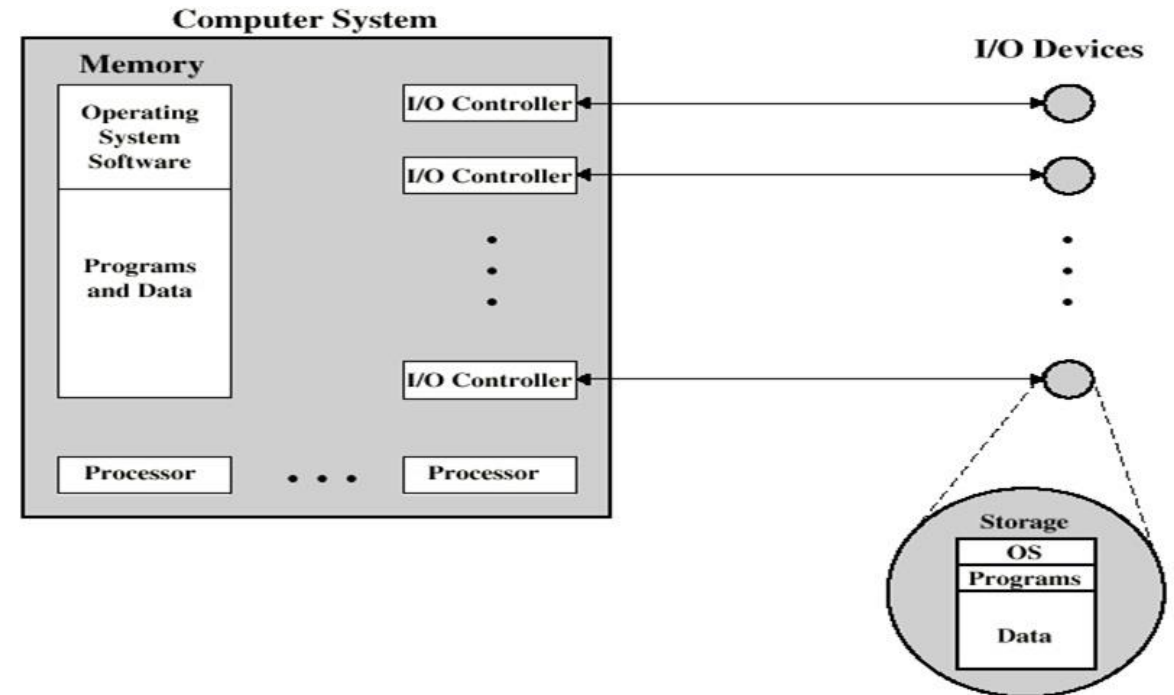 Computer System
I/O Devices
Memory
Operating
System
Software
Programs
and Data
I/O Controller
I/O Controller
I/O Controller
Processor
Processor
Storage
OS
Programs
Data